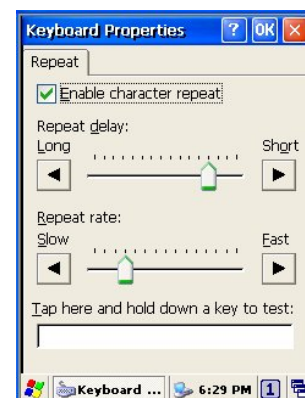 Keyboard Properties ? OK ×
Repeat
Enable character repeat
Repeat delay:
Long Short
Repeat rate:
Slow Fast
Tap here and hold down a key to test:
Keyboard ... 6:29 PM 1